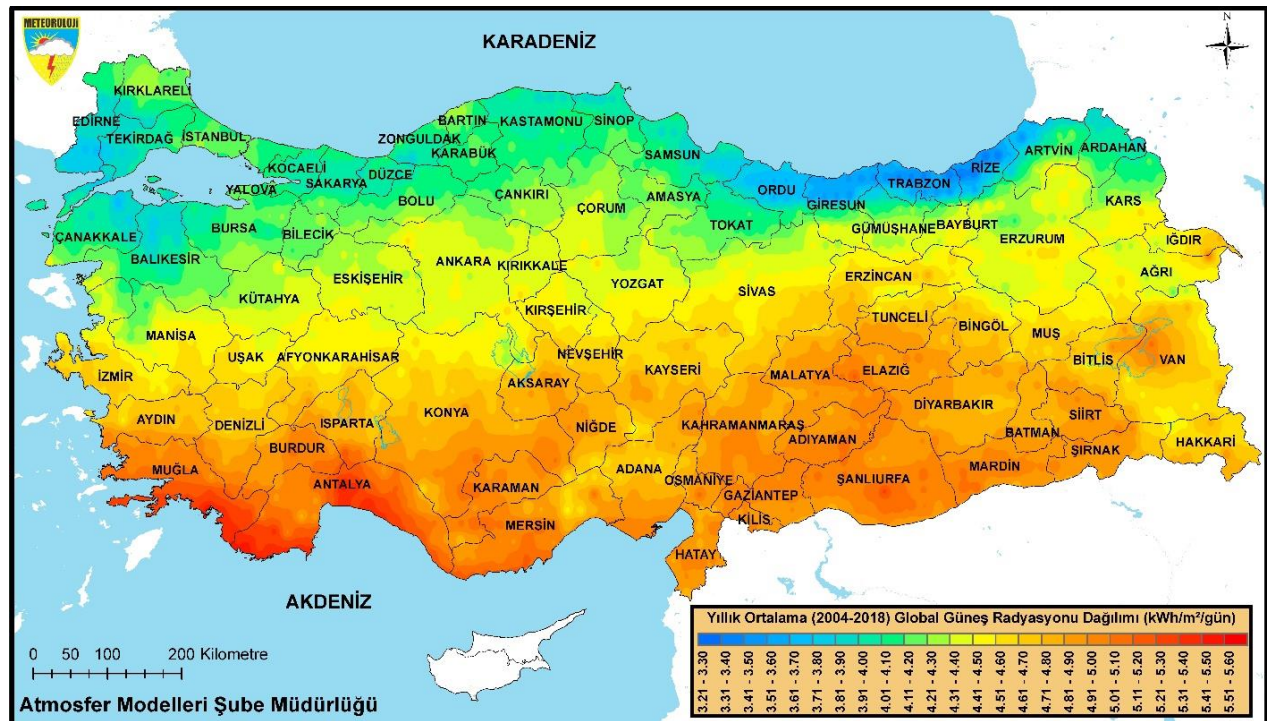 METEOROLOJİ
KARADENİZ
N
KIRKLARELİ
EDİRNE
TEKİRDAĞ
İSTANBUL
BARTIN
ZONGULDAK
KASTAMONU
SİNOP
KARABÜK
SAMSUN
ARTVİN
ARDAHAN
RİZE
KOCAELİ
DÜZCE
SAKARYA
YALOVA
BOLU
ÇANKIRI
ÇORUM
AMASYA
ORDU
TRABZON
GİRESUN
KARS
TOKAT
GÜMÜŞHANE
BAYBURT
ÇANAKKALE
BURSA
BİLECİK
BALIKESİR
ANKARA
KIRIKKALE
ERZURUM
IĞDIR
ESKİŞEHİR
KÜTAHYA
YOZGAT
SİVAS
ERZİNCAN
AĞRI
KIRŞEHİR
TUNCELİ
BİNGÖL
MUŞ
MANİSA
UŞAK
AFYONKARAHİSAR
NEVŞEHİR
KAYSERİ
MALATYA
ELAZIĞ
BİTLİS
VAN
İZMİR
AKSARAY
KONYA
DİYARBAKIR
SİİRT
AYDIN
DENİZLİ
ISPARTA
NİĞDE
KAHRAMANMARAŞ
ADIYAMAN
BATMAN
HAKKARİ
BURDUR
MUĞLA
ANTALYA
KARAMAN
ADANA
OSMANİYE
ŞANLIURFA
MARDİN
ŞIRNAK
GAZİANTEP
KİLİS
MERSİN
HATAY
AKDENİZ
0 50 100 200 Kilometre
Atmosfer Modelleri Şube Müdürlüğü
Yıllık Ortalama (2004-2018) Global Güneş Radyasyonu Dağılımı (kWh/m²/gün)
3.21 - 3.30
3.31 - 3.40
3.41 - 3.50
3.51 - 3.60
3.61 - 3.70
3.71 - 3.80
3.81 - 3.90
3.91 - 4.00
4.01 - 4.10
4.11 - 4.20
4.21 - 4.30
4.31 - 4.40
4.41 - 4.50
4.51 - 4.60
4.61 - 4.70
4.71 - 4.80
4.81 - 4.90
4.91 - 5.00
5.01 - 5.10
5.11 - 5.20
5.21 - 5.30
5.31 - 5.40
5.41 - 5.50
5.51 - 5.60